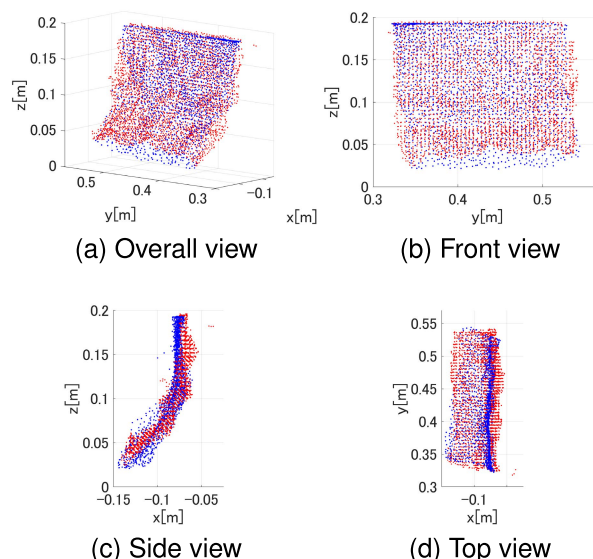 0.2
0.15
0.1
0.05
0
z[m]
0.5
0.4
0.3
y[m]
−0.1
x[m]
(a) Overall view
0.2
0.15
0.1
0.05
0
z[m]
0.3
0.4
0.5
y[m]
(b) Front view
0.2
0.15
0.1
0.05
0
z[m]
−0.15
−0.1
−0.05
x[m]
(c) Side view
0.55
0.5
0.45
0.4
0.35
0.3
y[m]
−0.1
x[m]
(d) Top view